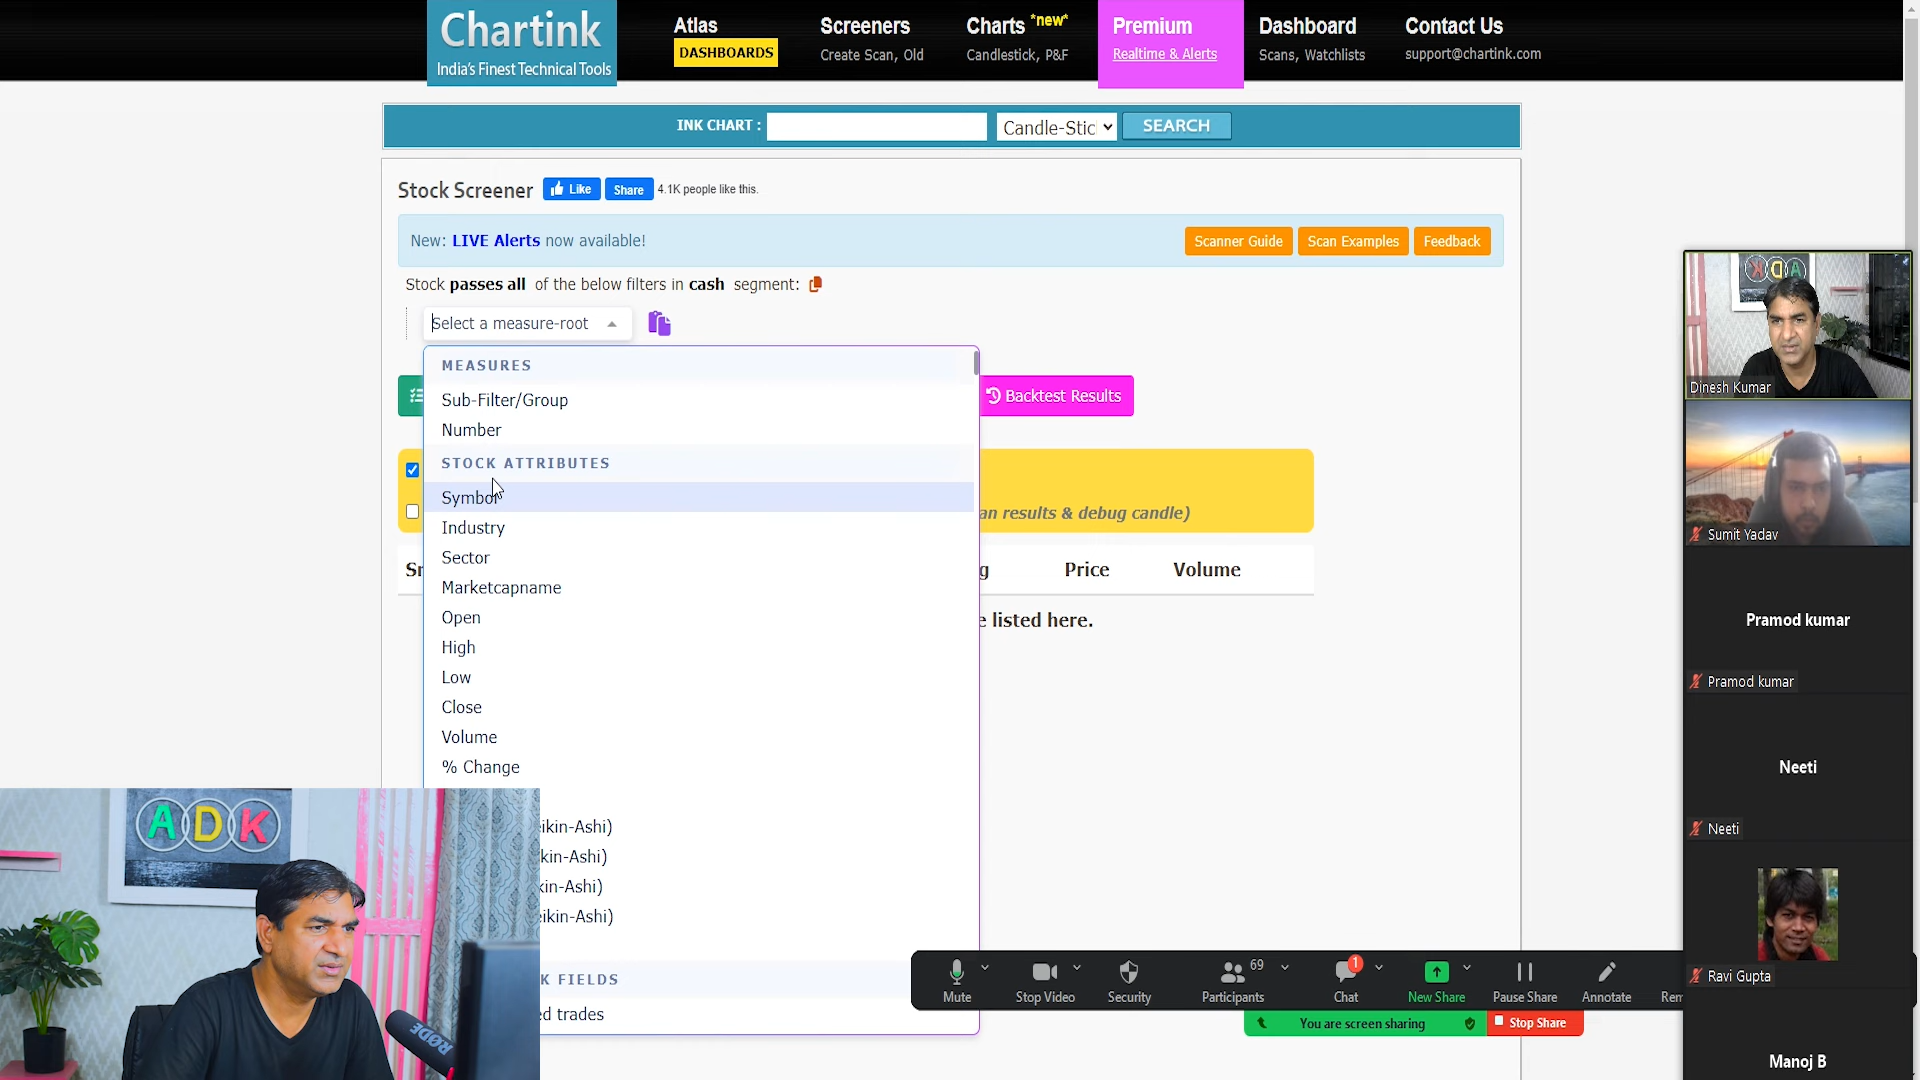 Chartink
India's Finest Technical Tools
Atlas
DASHBOARDS
Screeners
Create Scan, Old
Charts *new*
Candlestick, P&F
Premium
Realtime & Alerts
Dashboard
Scans, Watchlists
Contact Us
support@chartink.com
INK CHART :
Candle-Stic
SEARCH
Stock Screener
Like
Share
4.1K people like this.
New: LIVE Alerts now available!
Scanner Guide
Scan Examples
Feedback
Stock passes all of the below filters in cash segment:
Select a measure-root
MEASURES
Sub-Filter/Group
Number
STOCK ATTRIBUTES
Symbol
Industry
Sector
Marketcapname
Open
High
Low
Close
Volume
% Change
eikin-Ashi)
kin-Ashi)
kin-Ashi)
eikin-Ashi)
K FIELDS
ed trades
Backtest Results
an results & debug candle)
Sr
g
Price
Volume
e listed here.
ADK
RØDE
ADK
Dinesh Kumar
Sumit Yadav
Pramod kumar
Pramod kumar
Neeti
Neeti
Ravi Gupta
Manoj B
Mute
Stop Video
Security
69
Participants
1
Chat
New Share
Pause Share
Annotate
Rem
You are screen sharing
Stop Share